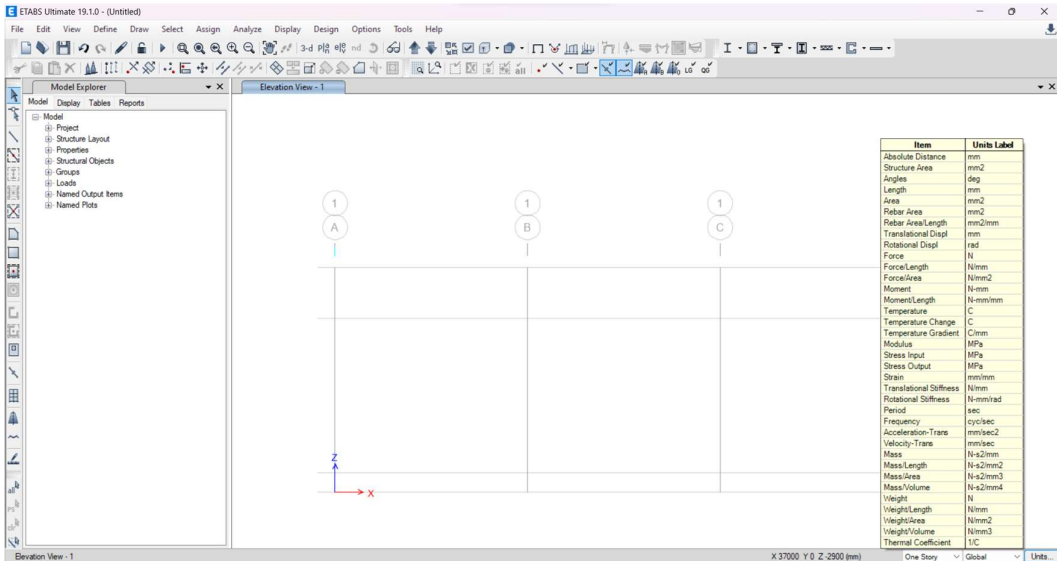 ETABS Ultimate 19.1.0 - (Untitled)
File Edit View Define Draw Select Assign Analyze Display Design Options Tools Help
3-d
nd
all
LG QG
Model Explorer
Elevation View - 1
Model Display Tables Reports
Model
Project
Structure Layout
Properties
Structural Objects
Groups
Loads
Named Output Items
Named Plots
1 1 1
A B C
Z
X
Item Units Label
Absolute Distance mm
Structure Area mm2
Angles deg
Length mm
Area mm2
Rebar Area mm2
Rebar Area/Length mm2/mm
Translational Displ mm
Rotational Displ rad
Force N
Force/Length N/mm
Force/Area N/mm2
Moment N-mm
Moment/Length N-mm/mm
Temperature C
Temperature Change C
Temperature Gradient C/mm
Modulus MPa
Stress Input MPa
Stress Output MPa
Strain mm/mm
Translational Stiffness N/mm
Rotational Stiffness N-mm/rad
Period sec
Frequency cyc/sec
Acceleration-Trans mm/sec2
Velocity-Trans mm/sec
Mass N-s2/mm
Mass/Length N-s2/mm2
Mass/Area N-s2/mm3
Mass/Volume N-s2/mm4
Weight N
Weight/Length N/mm
Weight/Area N/mm2
Weight/Volume N/mm3
Thermal Coefficient 1/C
Elevation View - 1
X 37000 Y 0 Z -2900 (mm)
One Story
Global
Units...